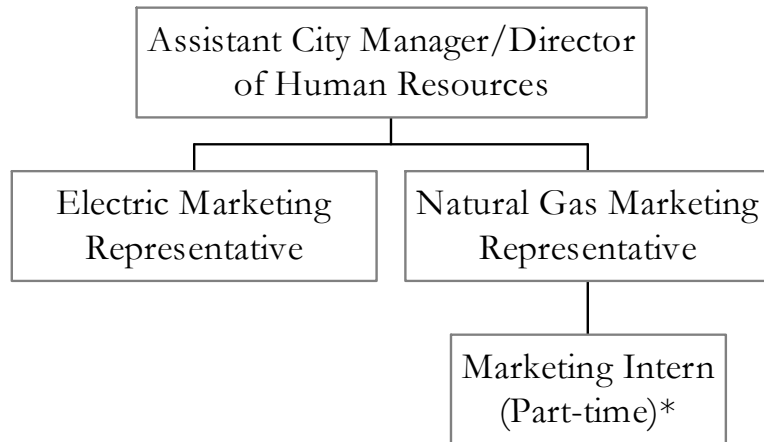 Assistant City Manager/Director
of Human Resources
Electric Marketing
Representative
Natural Gas Marketing
Representative
Marketing Intern
(Part-time)*